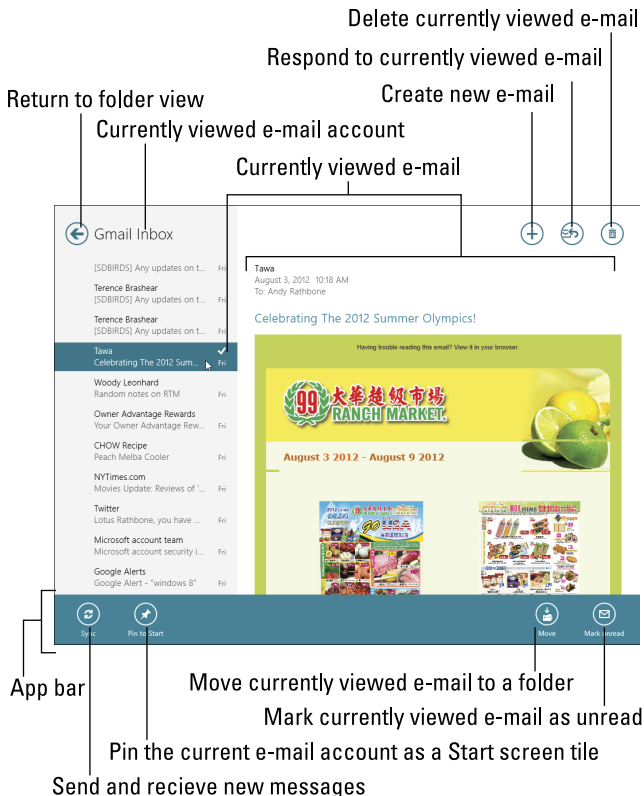 Delete currently viewed e-mail
Respond to currently viewed e-mail
Create new e-mail
Return to folder view
Currently viewed e-mail account
Currently viewed e-mail
Gmail Inbox
[SDBIRDS] Any updates on t... Fri
Terence Brashear
[SDBIRDS] Any updates on t... Fri
Terence Brashear
[SDBIRDS] Any updates on t... Fri
Tawa
Celebrating The 2012 Sum... Fri
Woody Leonhard
Random notes on RTM Fri
Owner Advantage Rewards
Your Owner Advantage Rew... Fri
CHOW Recipe
Peach Melba Cooler Fri
NYTimes.com
Movies Update: Reviews of '... Fri
Twitter
Lotus Rathbone, you have ... Fri
Microsoft account team
Microsoft account security i... Fri
Google Alerts
Google Alert - "windows 8" Fri
Tawa
August 3, 2012 10:18 AM
To: Andy Rathbone
Celebrating The 2012 Summer Olympics!
Having trouble reading this email? View it in your browser.
99 大華超級市場
RANCH MARKET
August 3 2012 - August 9 2012
GO USA
HOT ITEMS
Sync
Pin to Start
Move
Mark unread
App bar
Move currently viewed e-mail to a folder
Mark currently viewed e-mail as unread
Pin the current e-mail account as a Start screen tile
Send and recieve new messages